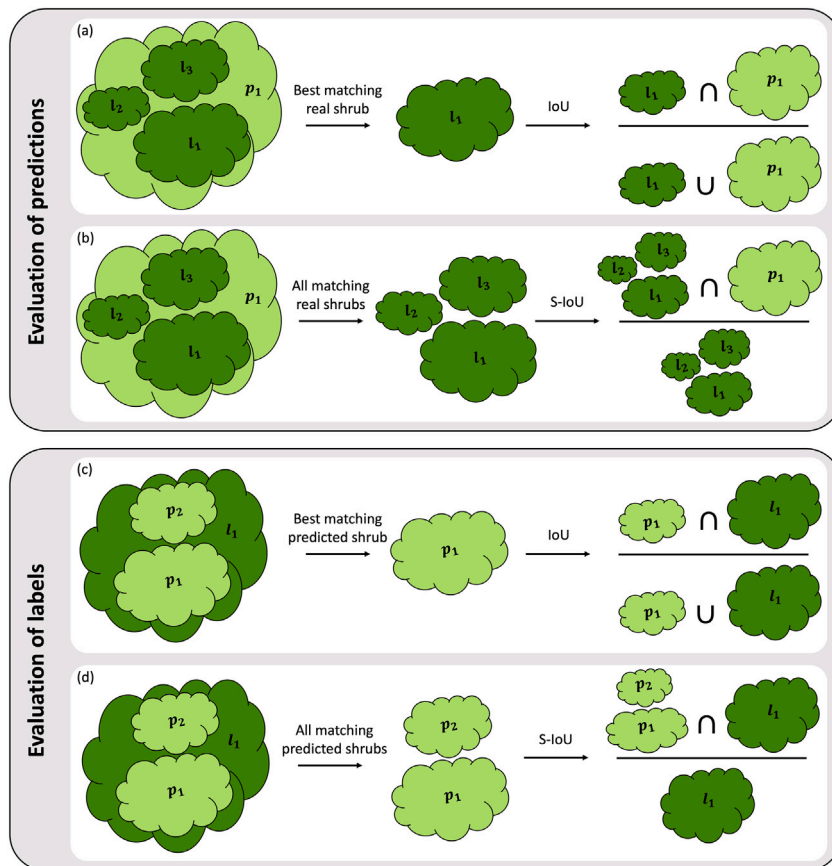 Evaluation of predictions
(a)
l₃
l₂
p₁
l₁
Best matching
real shrub
l₁
IoU
l₁ ∩ p₁
l₁ ∪ p₁
(b)
l₃
l₂
p₁
l₁
All matching
real shrubs
l₃
l₂
l₁
S-IoU
l₃
l₂
l₁ ∩ p₁
l₃
l₂
l₁
Evaluation of labels
(c)
p₂
l₁
p₁
Best matching
predicted shrub
p₁
IoU
p₁ ∩ l₁
p₁ ∪ l₁
(d)
p₂
l₁
p₁
All matching
predicted shrubs
p₂
p₁
S-IoU
p₂
p₁ ∩ l₁
l₁